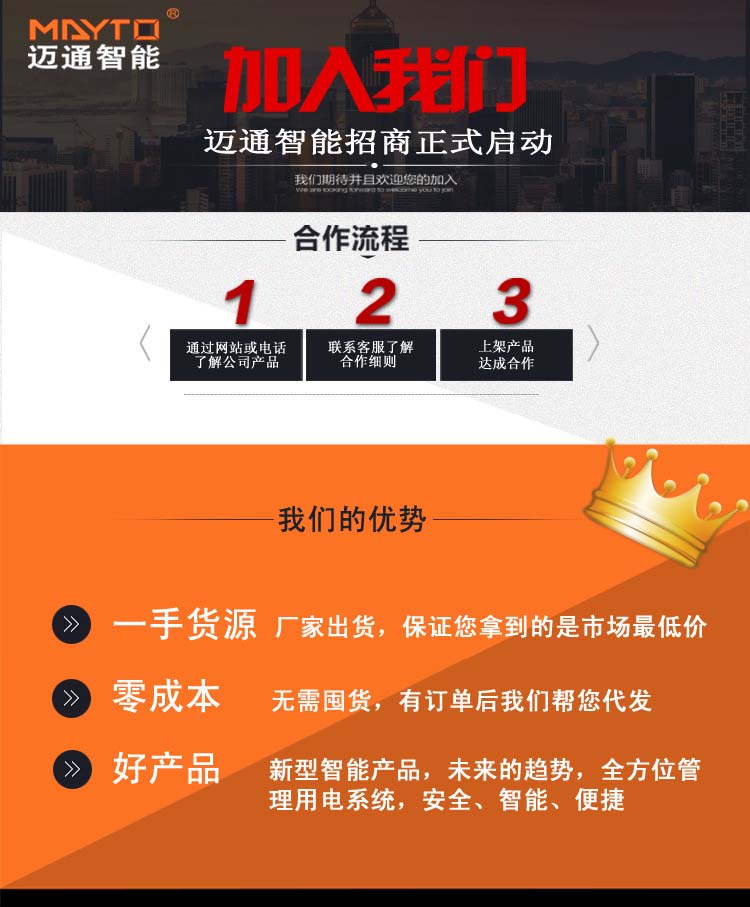 MAYTO®
迈通智能
加入我们
迈通智能招商正式启动
我们期待并且欢迎您的加入
We are looking forward to welcome you to join
合作流程
1
2
3
通过网站或电话
了解公司产品
联系客服了解
合作细则
上架产品
达成合作
我们的优势
一手货源
厂家出货，保证您拿到的是市场最低价
零成本
无需囤货，有订单后我们帮您代发
好产品
新型智能产品，未来的趋势，全方位管
理用电系统，安全、智能、便捷